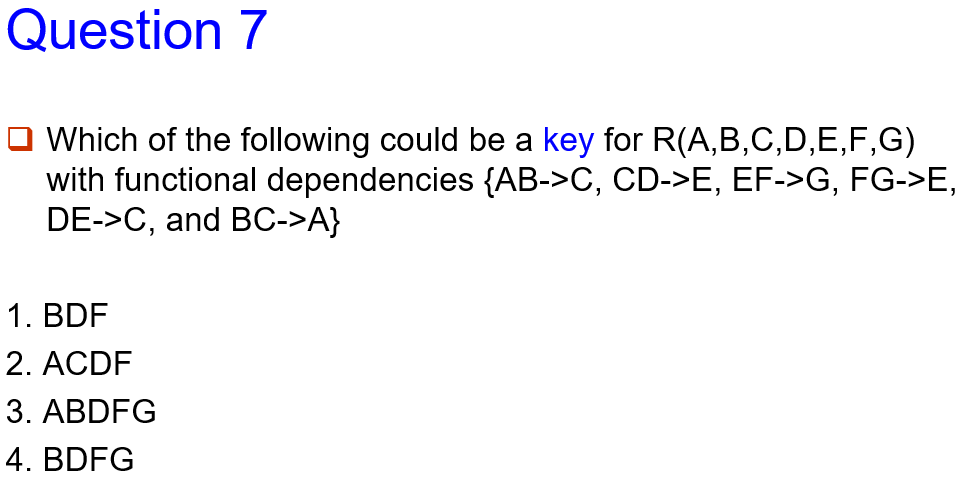 Question 7
❑ Which of the following could be a key for R(A,B,C,D,E,F,G)
with functional dependencies {AB->C, CD->E, EF->G, FG->E,
DE->C, and BC->A}
1. BDF
2. ACDF
3. ABDFG
4. BDFG